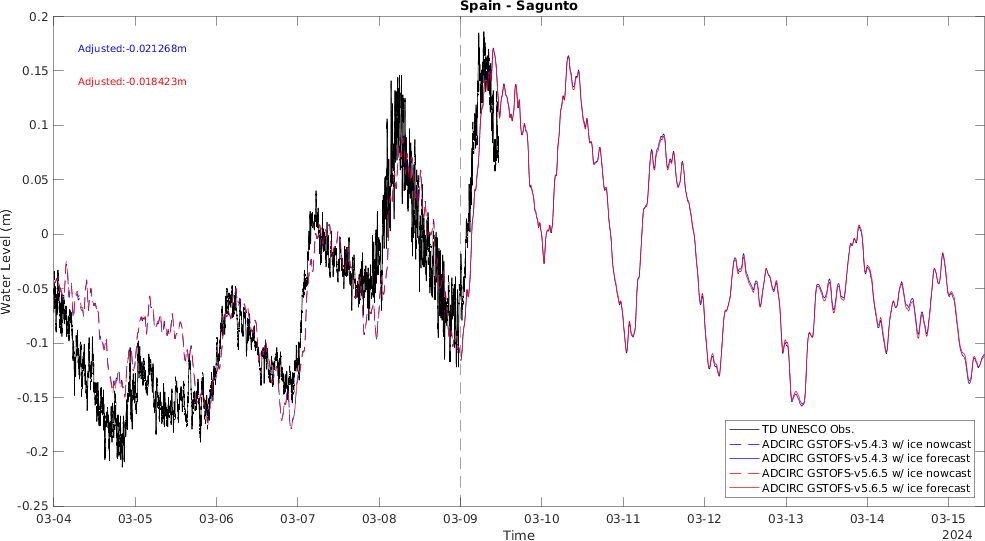 Spain - Sagunto
Adjusted:-0.021268m
Adjusted:-0.018423m
Water Level (m)
0.2
0.15
0.1
0.05
0
-0.05
-0.1
-0.15
-0.2
-0.25
TD UNESCO Obs.
ADCIRC GSTOFS-v5.4.3 w/ ice nowcast
ADCIRC GSTOFS-v5.4.3 w/ ice forecast
ADCIRC GSTOFS-v5.6.5 w/ ice nowcast
ADCIRC GSTOFS-v5.6.5 w/ ice forecast
03-04 03-05 03-06 03-07 03-08 03-09 03-10 03-11 03-12 03-13 03-14 03-15
Time
2024